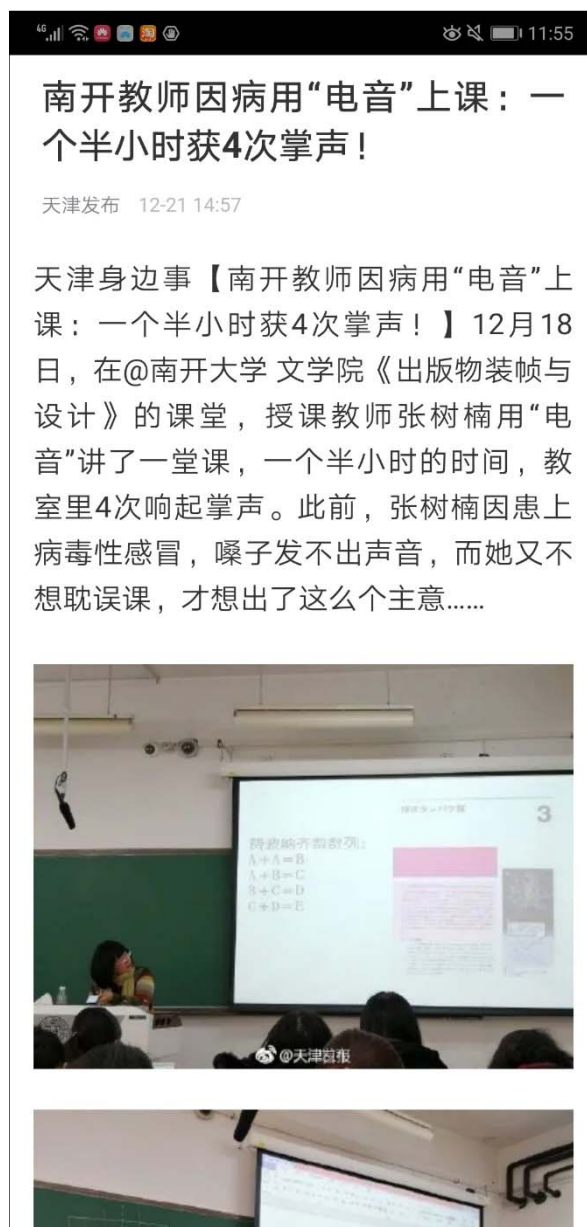 4G 11:55
南开教师因病用“电音”上课：一
个半小时获4次掌声！
天津发布 12-21 14:57
天津身边事【南开教师因病用“电音”上
课：一个半小时获4次掌声！】12月18
日，在@南开大学 文学院《出版物装帧与
设计》的课堂，授课教师张树楠用“电
音”讲了一堂课，一个半小时的时间，教
室里4次响起掌声。此前，张树楠因患上
病毒性感冒，嗓子发不出声音，而她又不
想耽误课，才想出了这么个主意……
3
费波纳齐苷数列：
A+A=B
A+B=C
B+C=D
C+D=E
@天津